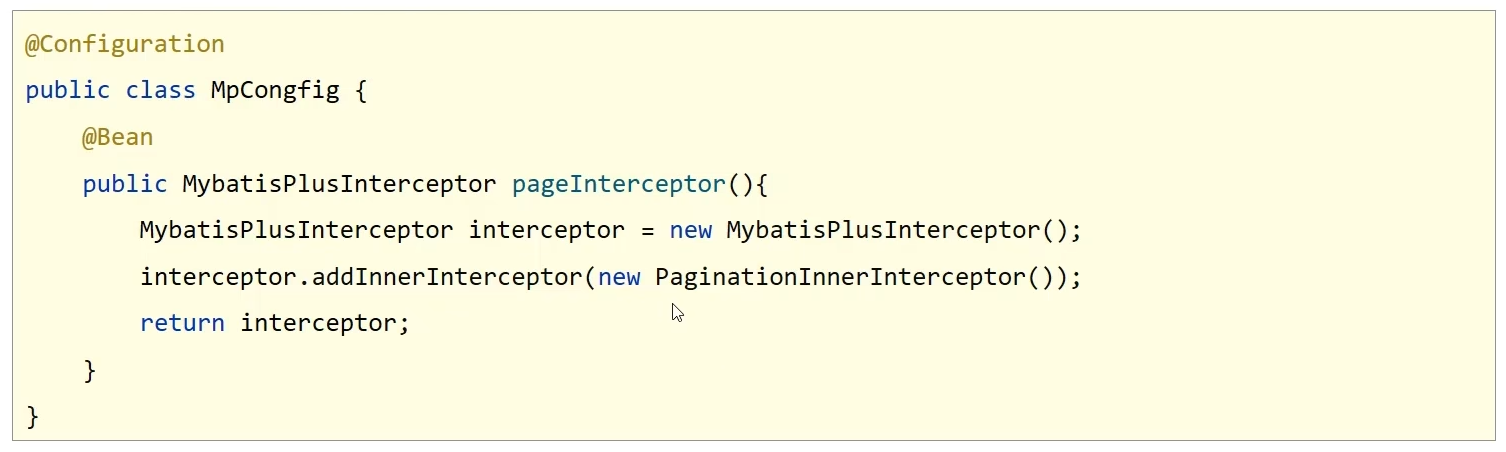 @Configuration
public class MpCongfig {
    @Bean
    public MybatisPlusInterceptor pageInterceptor(){
        MybatisPlusInterceptor interceptor = new MybatisPlusInterceptor();
        interceptor.addInnerInterceptor(new PaginationInnerInterceptor());
        return interceptor;
    }
}